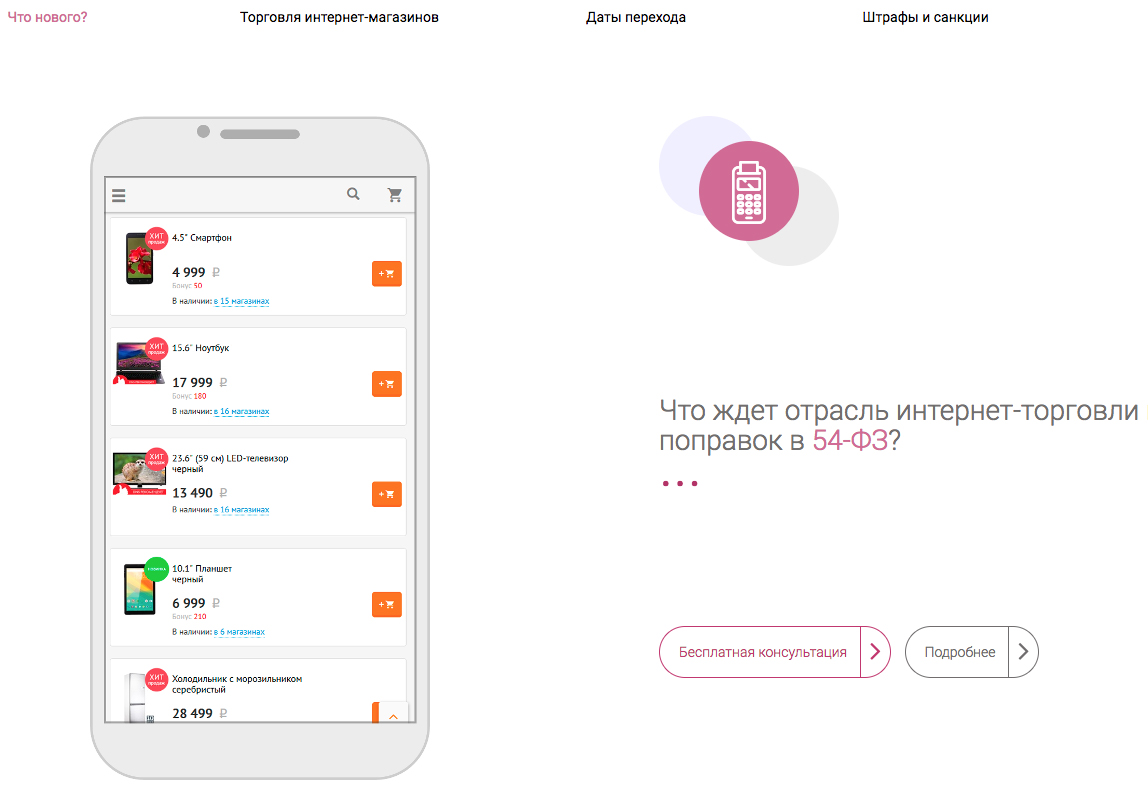 Что нового?
Торговля интернет-магазинов
Даты перехода
Штрафы и санкции
ХИТ
продаж
4.5" Смартфон
4 999 ₽
Бонус 50
В наличии: в 15 магазинах
ХИТ
продаж
15.6" Ноутбук
17 999 ₽
Бонус 180
В наличии: в 16 магазинах
ХИТ
продаж
23.6" (59 см) LED-телевизор
черный
13 490 ₽
В наличии: в 16 магазинах
10.1" Планшет
черный
6 999 ₽
Бонус 210
В наличии: в 6 магазинах
ХИТ
продаж
Холодильник с морозильником
серебристый
28 499 ₽
Что ждет отрасль интернет-торговли
поправок в 54-ФЗ?
Бесплатная консультация
Подробнее